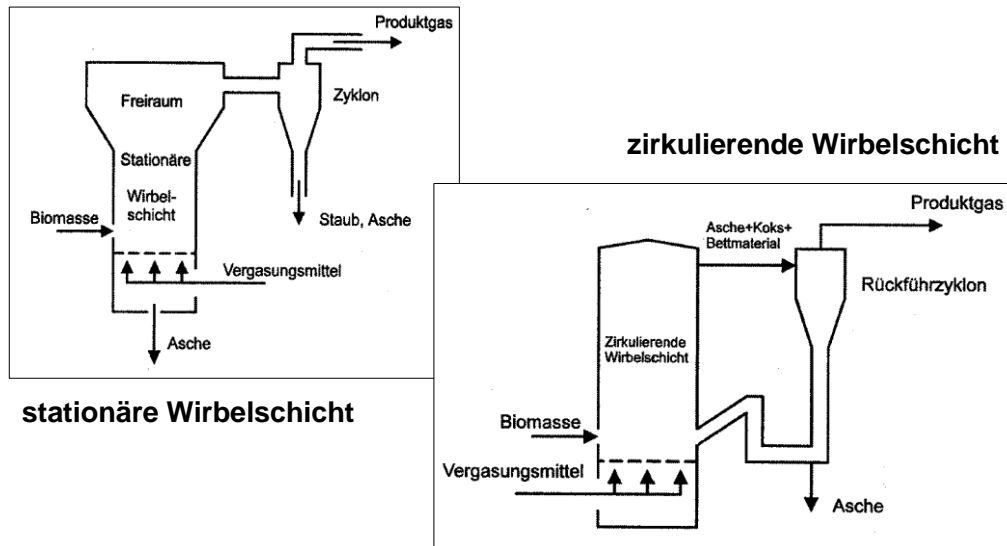 Produktgas
Freiraum
Zyklon
Stationäre
Wirbel-
schicht
Biomasse
Staub, Asche
Vergasungsmittel
Asche
stationäre Wirbelschicht
zirkulierende Wirbelschicht
Produktgas
Asche+Koks+
Bettmaterial
Rückführzyklon
Zirkulierende
Wirbelschicht
Biomasse
Vergasungsmittel
Asche